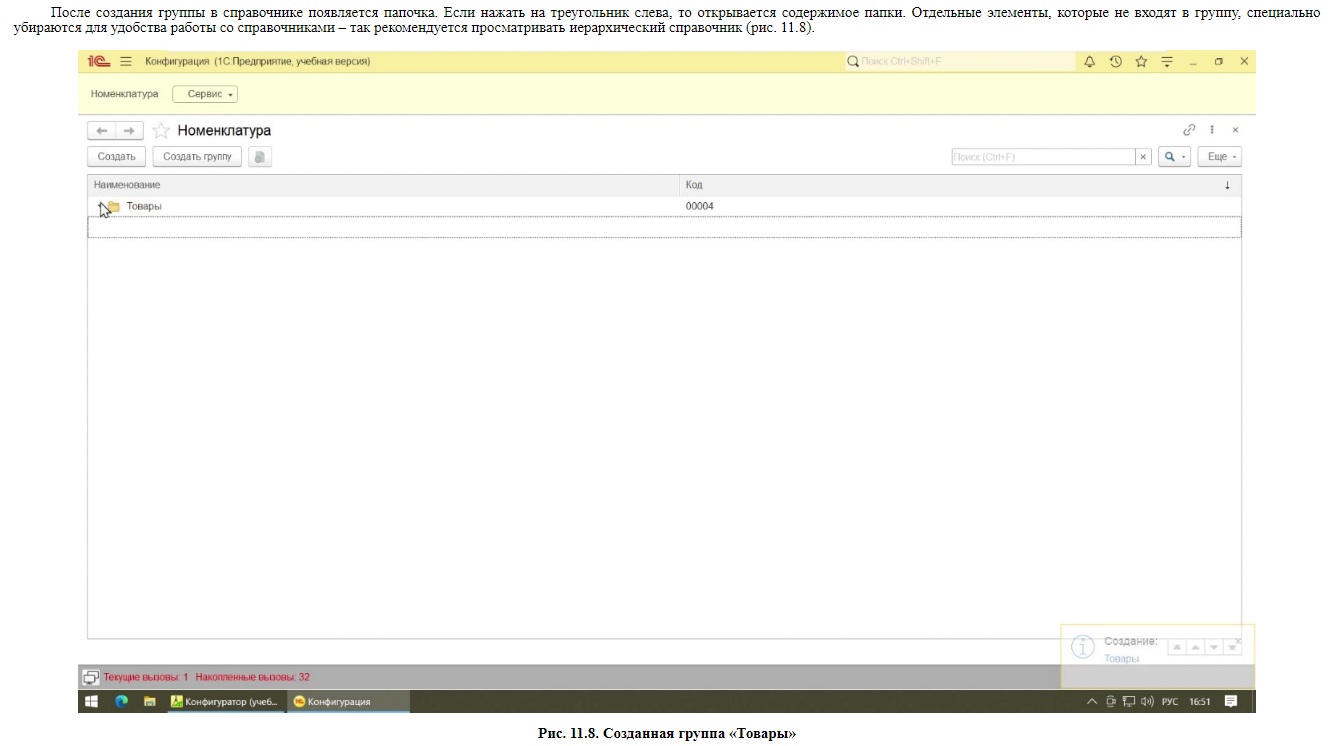 После создания группы в справочнике появляется папочка. Если нажать на треугольник слева, то открывается содержимое папки. Отдельные элементы, которые не входят в группу, специально
убираются для удобства работы со справочниками – так рекомендуется просматривать иерархический справочник (рис. 11.8).
1С Конфигурация (1С:Предприятие, учебная версия) Поиск Ctrl+Shift+F
Номенклатура Сервис
Номенклатура
Создать Создать группу Поиск (Ctrl+F) × Еще
Наименование Код ↓
Товары 00004
Создание:
Товары
Текущие вызовы: 1 Накопленные вызовы: 32
Конфигуратор (учеб... Конфигурация РУС 16:51
Рис. 11.8. Созданная группа «Товары»